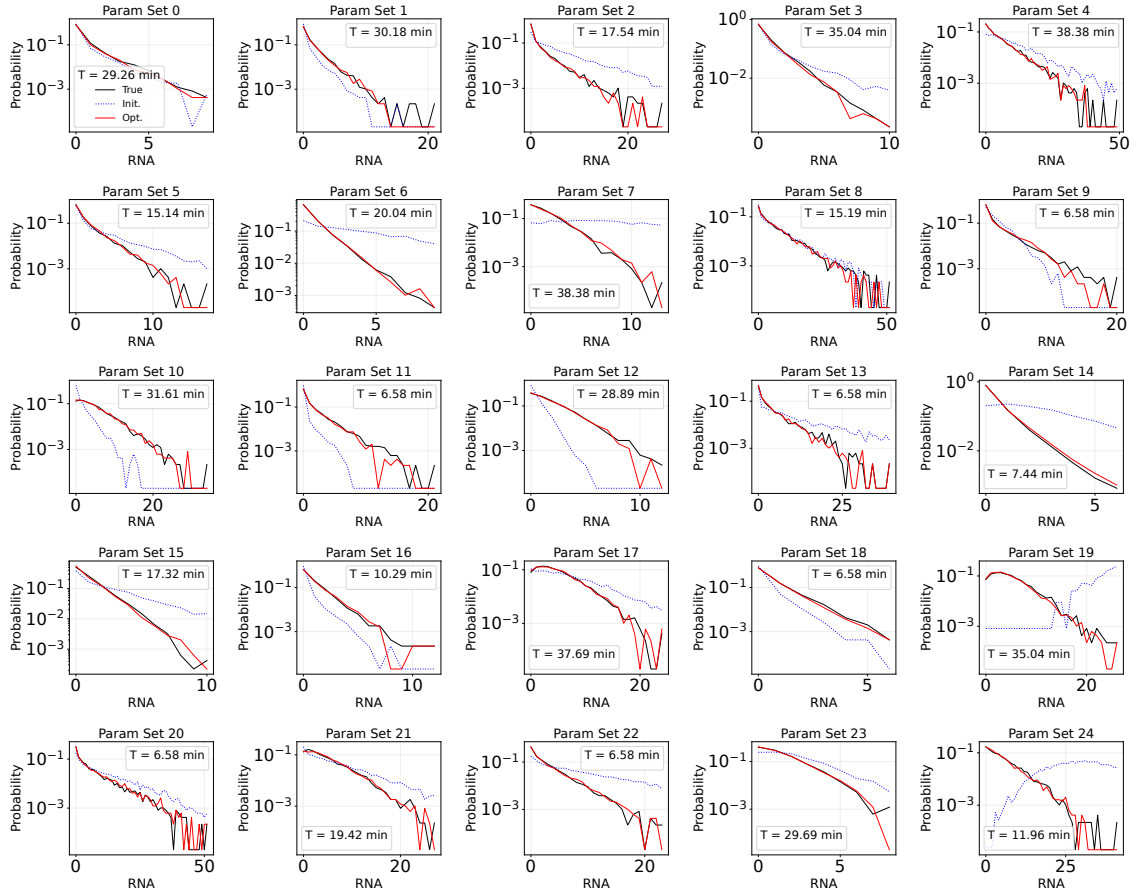 Param Set 0
Probability
10⁻¹
10⁻³
T = 29.26 min
True
Init.
Opt.
0
5
RNA
Param Set 1
Probability
10⁻¹
10⁻³
T = 30.18 min
0
20
RNA
Param Set 2
Probability
10⁻¹
10⁻³
T = 17.54 min
0
20
RNA
Param Set 3
Probability
10⁰
10⁻²
T = 35.04 min
0
10
RNA
Param Set 4
Probability
10⁻¹
10⁻³
T = 38.38 min
0
50
RNA
Param Set 5
Probability
10⁻¹
10⁻³
T = 15.14 min
0
10
RNA
Param Set 6
Probability
10⁻¹
10⁻²
10⁻³
T = 20.04 min
0
5
RNA
Param Set 7
Probability
10⁻¹
10⁻³
T = 38.38 min
0
10
RNA
Param Set 8
Probability
10⁻¹
10⁻³
T = 15.19 min
0
50
RNA
Param Set 9
Probability
10⁻¹
10⁻³
T = 6.58 min
0
20
RNA
Param Set 10
Probability
10⁻¹
10⁻³
T = 31.61 min
0
20
RNA
Param Set 11
Probability
10⁻¹
10⁻³
T = 6.58 min
0
20
RNA
Param Set 12
Probability
10⁻¹
10⁻³
T = 28.89 min
0
10
RNA
Param Set 13
Probability
10⁻¹
10⁻³
T = 6.58 min
0
25
RNA
Param Set 14
Probability
10⁰
10⁻²
T = 7.44 min
0
5
RNA
Param Set 15
Probability
10⁻¹
10⁻²
10⁻³
T = 17.32 min
0
10
RNA
Param Set 16
Probability
10⁻¹
10⁻³
T = 10.29 min
0
10
RNA
Param Set 17
Probability
10⁻¹
10⁻³
T = 37.69 min
0
20
RNA
Param Set 18
Probability
10⁻¹
10⁻³
T = 6.58 min
0
5
RNA
Param Set 19
Probability
10⁻¹
10⁻³
T = 35.04 min
0
20
RNA
Param Set 20
Probability
10⁻¹
10⁻³
T = 6.58 min
0
50
RNA
Param Set 21
Probability
10⁻¹
10⁻³
T = 19.42 min
0
20
RNA
Param Set 22
Probability
10⁻¹
10⁻³
T = 6.58 min
0
20
RNA
Param Set 23
Probability
10⁻¹
10⁻³
T = 29.69 min
0
5
RNA
Param Set 24
Probability
10⁻¹
10⁻³
T = 11.96 min
0
25
RNA